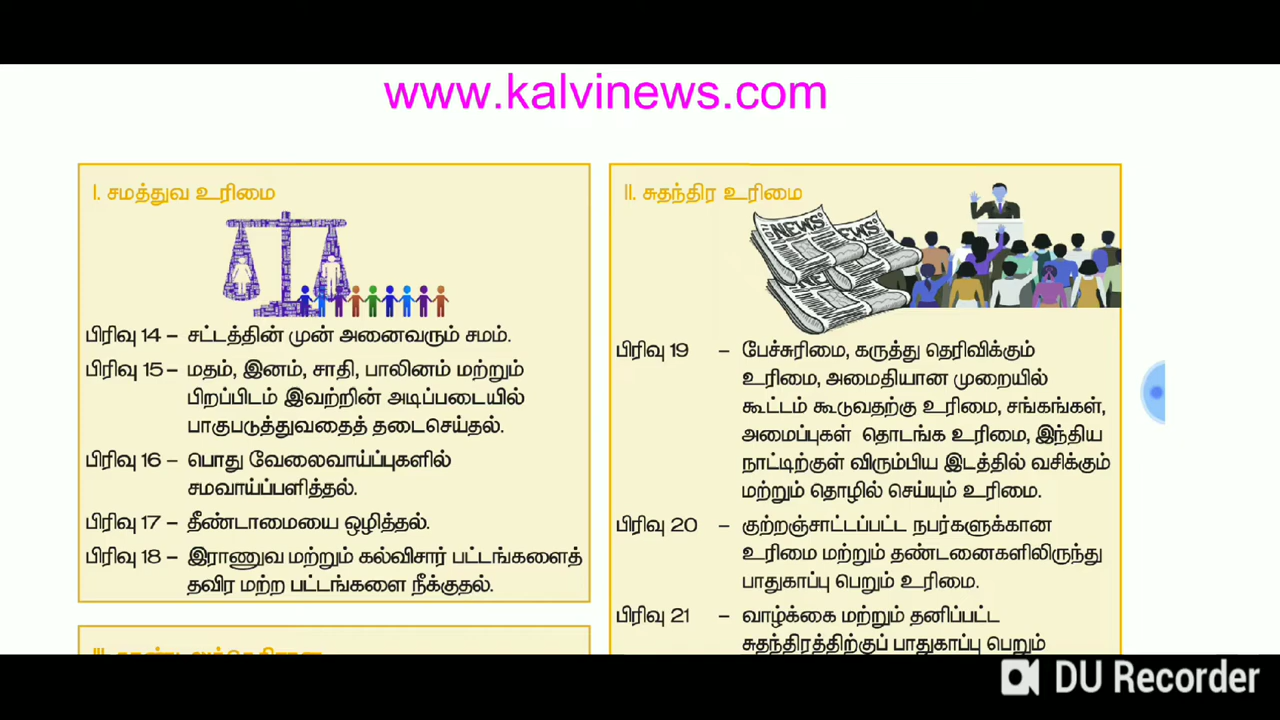 www.kalvinews.com
I. சமத்துவ உரிமை
பிரிவு 14 – சட்டத்தின் முன் அனைவரும் சமம்.
பிரிவு 15 – மதம், இனம், சாதி, பாலினம் மற்றும்
பிறப்பிடம் இவற்றின் அடிப்படையில்
பாகுபடுத்துவதைத் தடைசெய்தல்.
பிரிவு 16 – பொது வேலைவாய்ப்புகளில்
சமவாய்ப்பளித்தல்.
பிரிவு 17 – தீண்டாமையை ஒழித்தல்.
பிரிவு 18 – இராணுவ மற்றும் கல்விசார் பட்டங்களைத்
தவிர மற்ற பட்டங்களை நீக்குதல்.
II. சுதந்திர உரிமை
NEWS
NEWS
பிரிவு 19 – பேச்சுரிமை, கருத்து தெரிவிக்கும்
உரிமை, அமைதியான முறையில்
கூட்டம் கூடுவதற்கு உரிமை, சங்கங்கள்,
அமைப்புகள் தொடங்க உரிமை, இந்திய
நாட்டிற்குள் விரும்பிய இடத்தில் வசிக்கும்
மற்றும் தொழில் செய்யும் உரிமை.
பிரிவு 20 – குற்றஞ்சாட்டப்பட்ட நபர்களுக்கான
உரிமை மற்றும் தண்டனைகளிலிருந்து
பாதுகாப்பு பெறும் உரிமை.
பிரிவு 21 – வாழ்க்கை மற்றும் தனிப்பட்ட
சுதந்திரத்திற்குப் பாதுகாப்பு பெறும்
DU Recorder